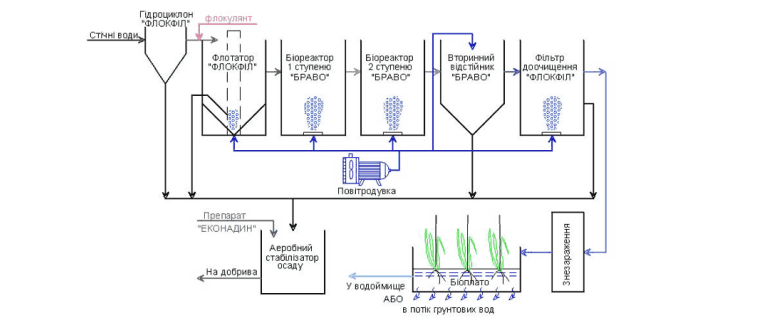 Гідроциклон
"ФЛОКФІЛ"
флокулянт
Стічні води
Флотатор
"ФЛОКФІЛ"
Біореактор
1 ступеню
"БРАВО"
Біореактор
2 ступеню
"БРАВО"
Вторинний
відстійник
"БРАВО"
Фільтр
доочищення
"ФЛОКФІЛ"
Повітродувка
Препарат
"ЕКОНАДИН"
Аеробний
стабілізатор
осаду
На добрива
Біоплато
Знезараження
У водоймище
АБО
в потік грунтових вод